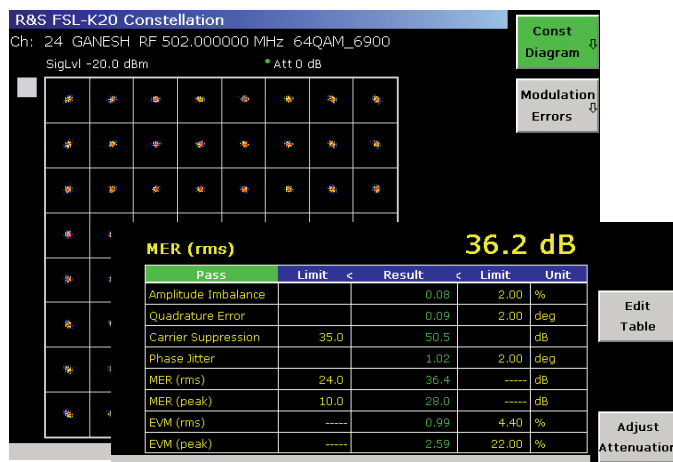 R&S FSL-K20 Constellation
Ch: 24 GANESH RF 502.000000 MHz 64QAM_6900
SigLvl -20.0 dBm * Att 0 dB
Const
Diagram
Modulation
Errors
MER (rms) 36.2 dB
Pass Limit < Result < Limit Unit
Amplitude Imbalance 0.08 2.00 %
Quadrature Error 0.09 2.00 deg
Carrier Suppression 35.0 50.5 dB
Phase Jitter 1.02 2.00 deg
MER (rms) 24.0 36.4 ----- dB
MER (peak) 10.0 28.0 ----- dB
EVM (rms) ----- 0.99 4.40 %
EVM (peak) ----- 2.59 22.00 %
Edit
Table
Adjust
Attenuation